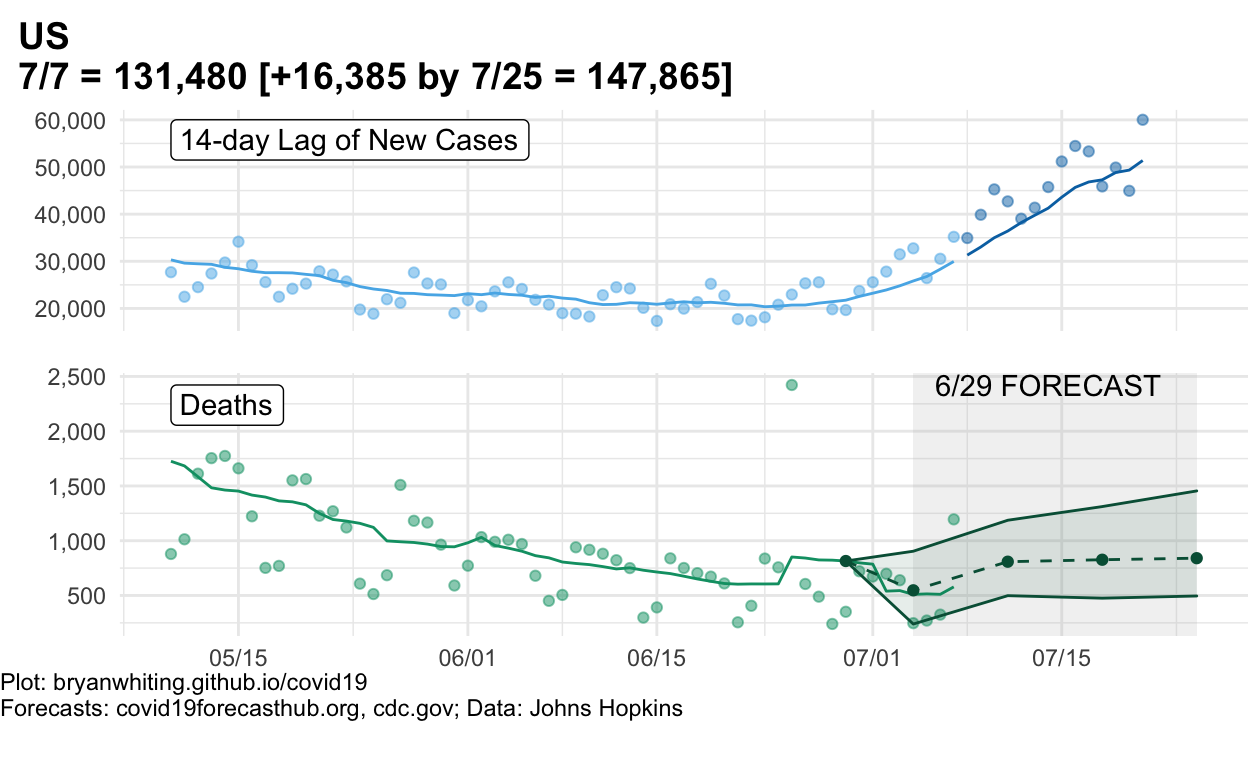 US
7/7 = 131,480 [+16,385 by 7/25 = 147,865]
60,000
14-day Lag of New Cases
50,000
40,000
30,000
20,000
2,500
6/29 FORECAST
Deaths
2,000
1,500
1,000
500
05/15 06/01 06/15 07/01 07/15
Plot: bryanwhiting.github.io/covid19
Forecasts: covid19forecasthub.org, cdc.gov; Data: Johns Hopkins